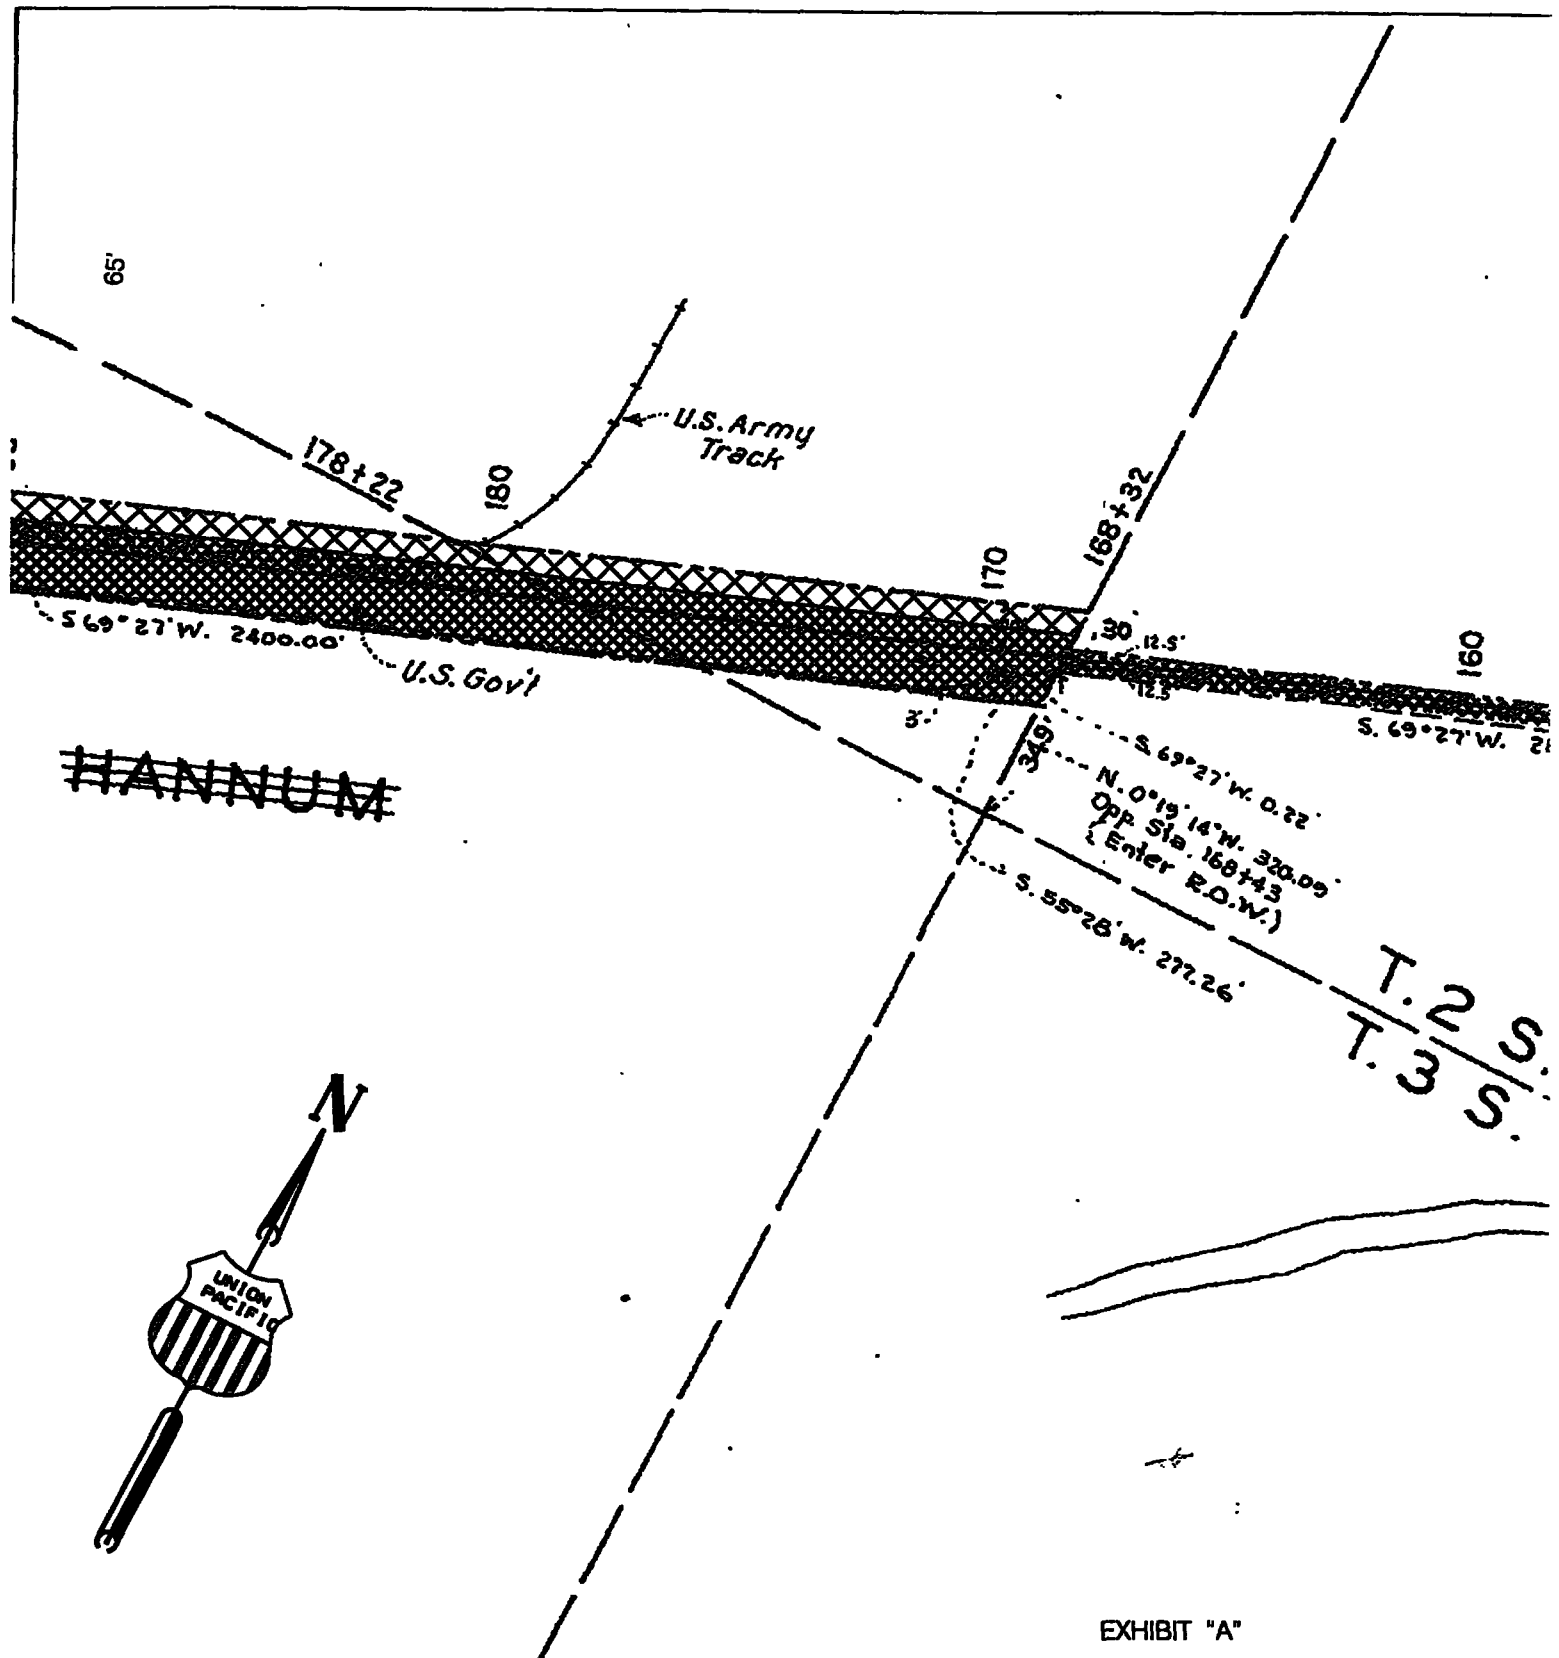 65'
U.S. Army
Track
178+22
180
168+32
170
30'
12.5'
160
12.5'
S 69°27' W. 2400.00'
U.S. Gov't
S. 69°27' W.
HANNUM
349'
S. 69°27' W. 0.22'
N. 0°19'14" W. 320.09'
Opp. Sta. 168+43
(Enter R.O.W.)
S. 55°28' W. 277.26'
T. 2 S.
T. 3 S.
N
UNION
PACIFIC
EXHIBIT "A"